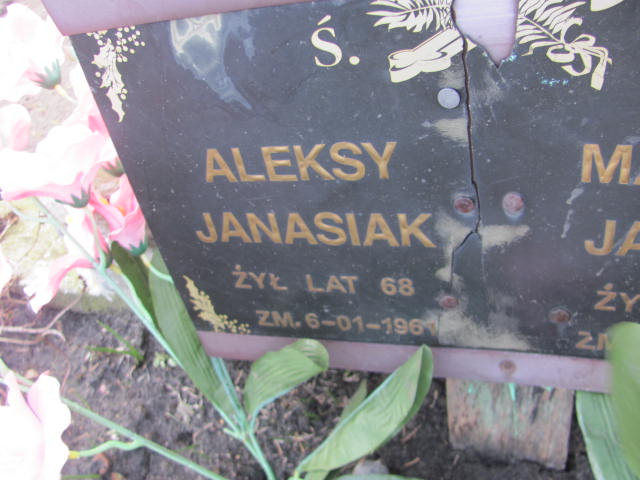 Ś.
ALEKSY
JANASIAK
ŻYŁ LAT 68
ZM. 6-01-1961